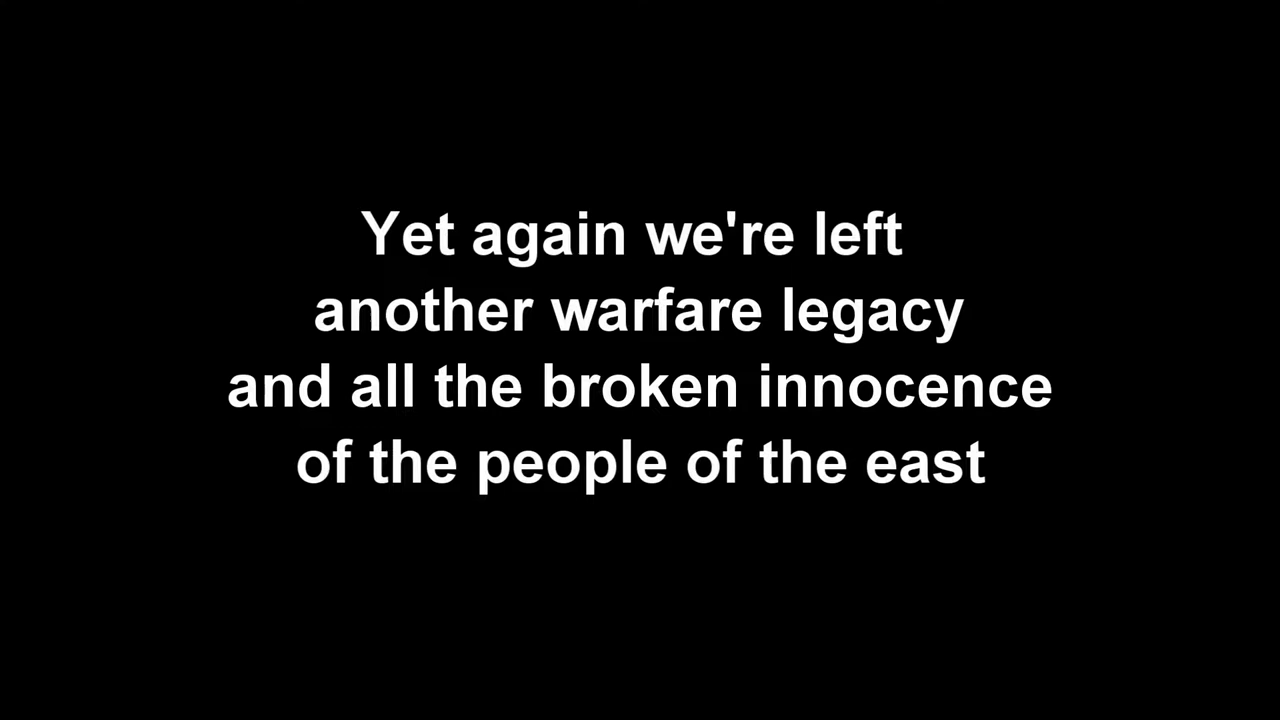 Yet again we're left
another warfare legacy
and all the broken innocence
of the people of the east